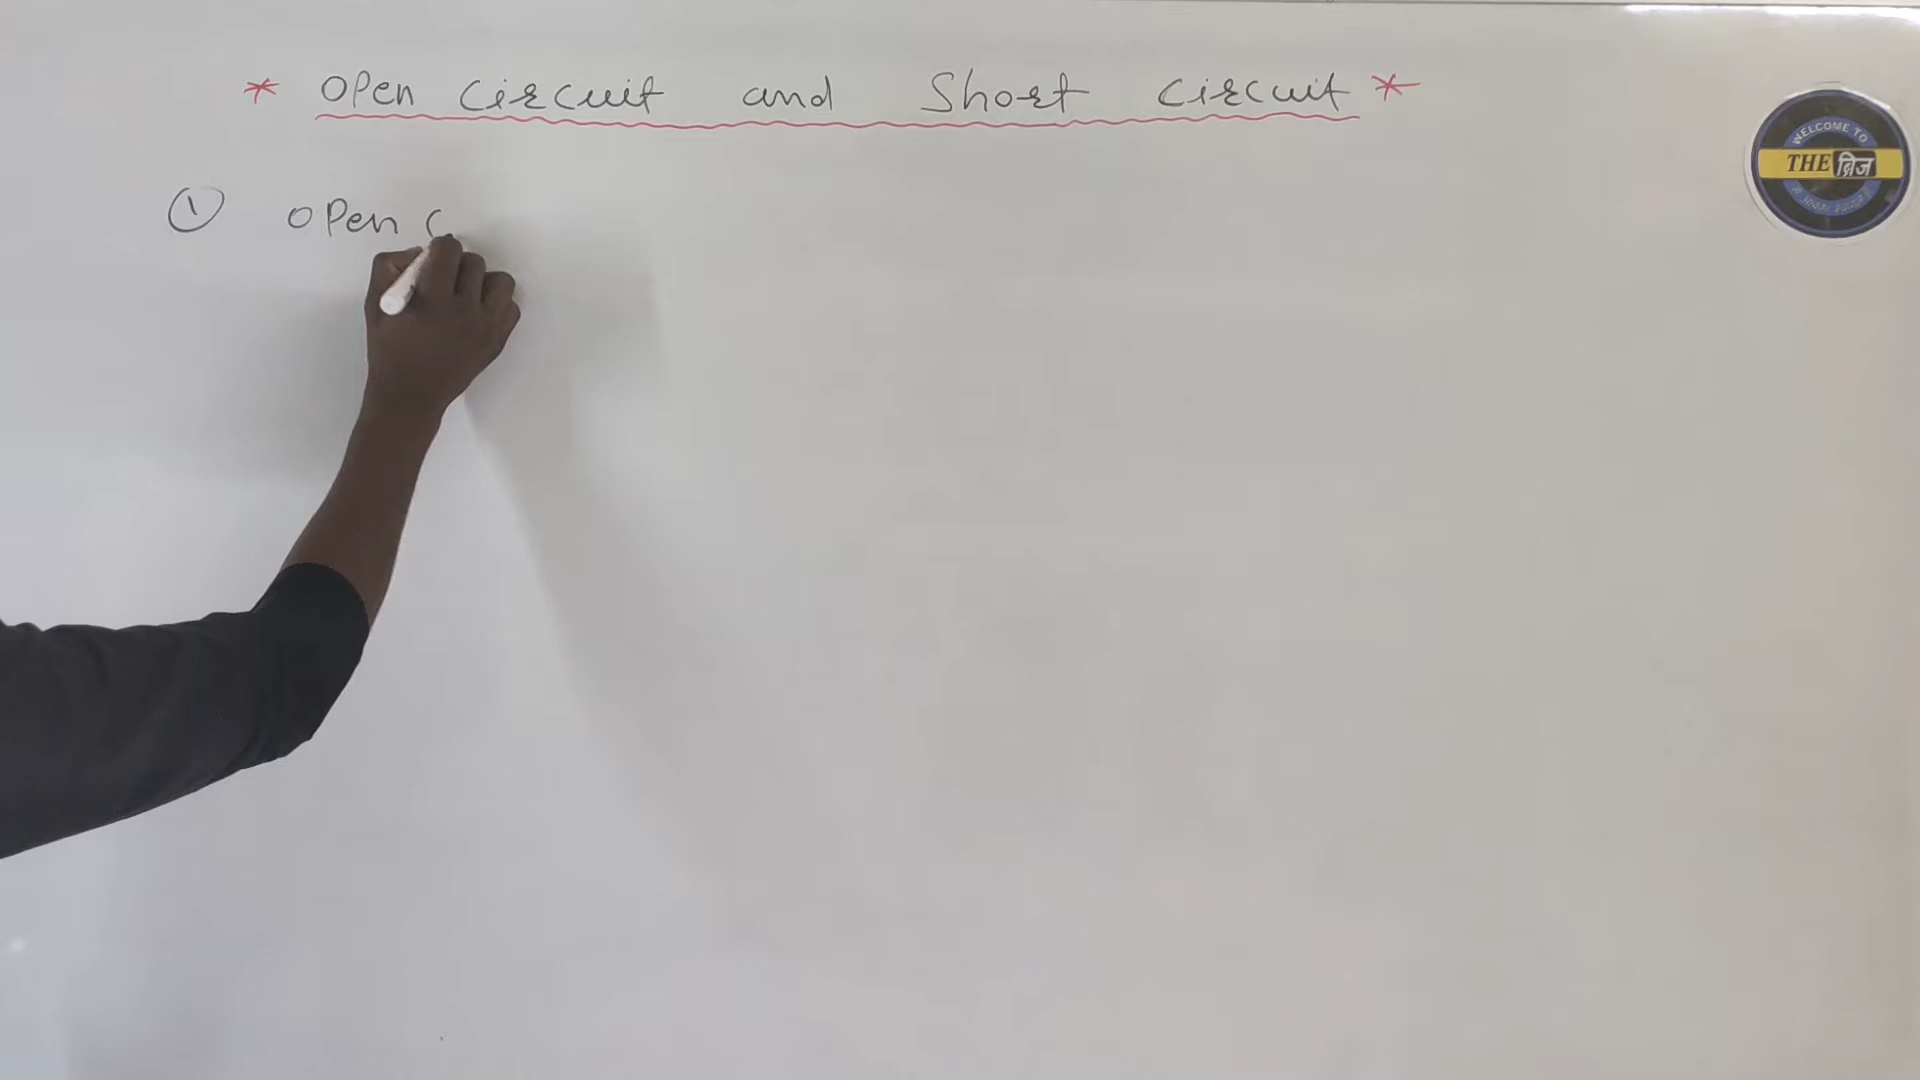 * Open Circuit and Short Circuit *
① Open C
WELCOME TO
THE ब्रिज